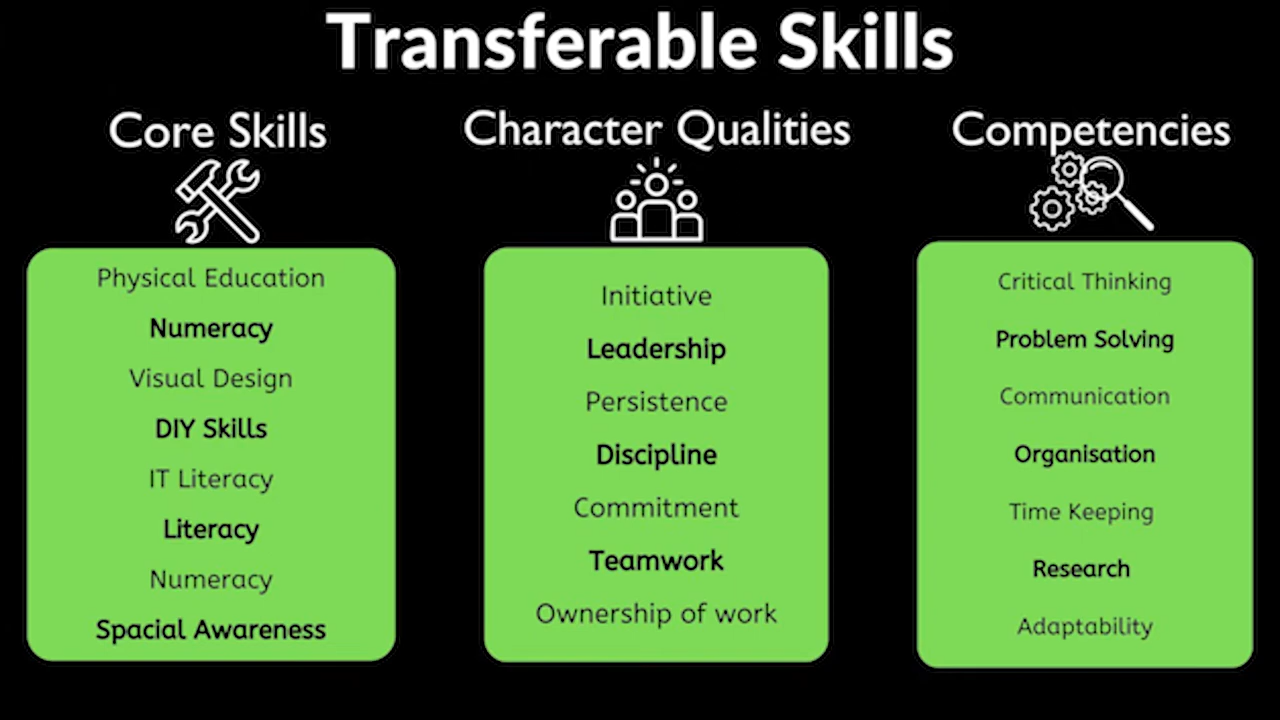 Transferable Skills
Core Skills
Physical Education
Numeracy
Visual Design
DIY Skills
IT Literacy
Literacy
Numeracy
Spacial Awareness
Character Qualities
Initiative
Leadership
Persistence
Discipline
Commitment
Teamwork
Ownership of work
Competencies
Critical Thinking
Problem Solving
Communication
Organisation
Time Keeping
Research
Adaptability